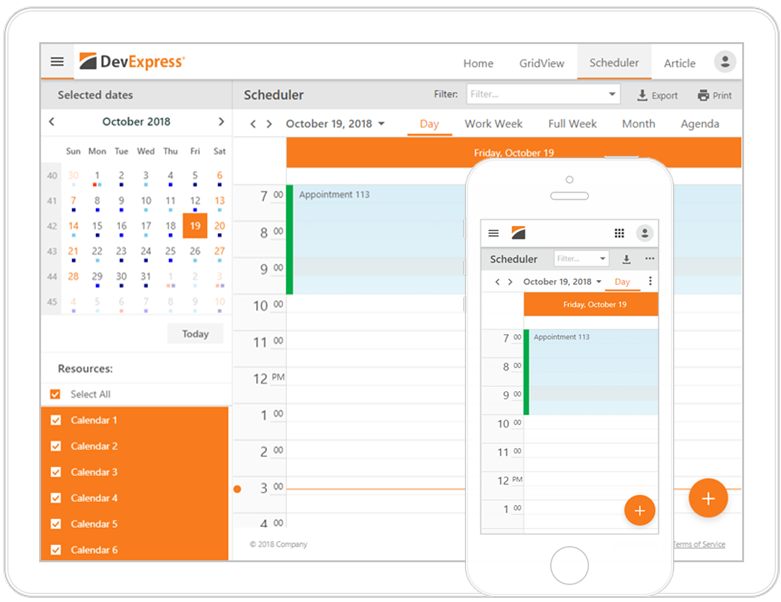 DevExpress
Home GridView Scheduler Article
Selected dates
Scheduler Filter: Filter... Export Print
October 2018
October 19, 2018 Day Work Week Full Week Month Agenda
Sun Mon Tue Wed Thu Fri Sat
40 30 1 2 3 4 5 6
41 7 8 9 10 11 12 13
42 14 15 16 17 18 19 20
43 21 22 23 24 25 26 27
44 28 29 30 31 1 2 3
45 4 5 6 7 8 9 10
Today
Resources:
Select All
Calendar 1
Calendar 2
Calendar 3
Calendar 4
Calendar 5
Calendar 6
Friday, October 19
7 00 Appointment 113
8 00
9 00
10 00
11 00
12 PM
1 00
2 00
3 00
4 00
© 2018 Company
Terms of Service
Scheduler Filter...
October 19, 2018 Day
Friday, October 19
7 00 Appointment 113
8 00
9 00
10 00
11 00
12 PM
1 00